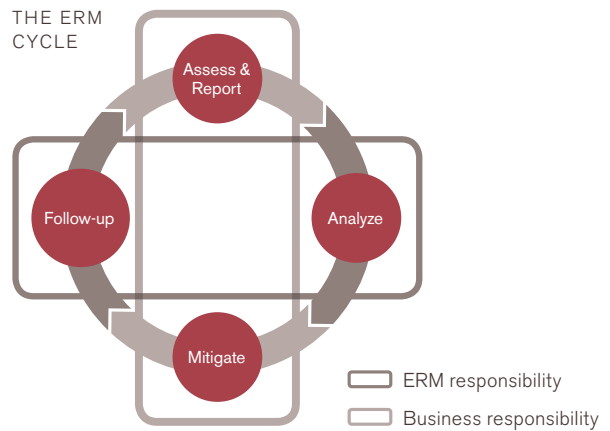 THE ERM
CYCLE
Assess &
Report
Follow-up
Analyze
Mitigate
ERM responsibility
Business responsibility